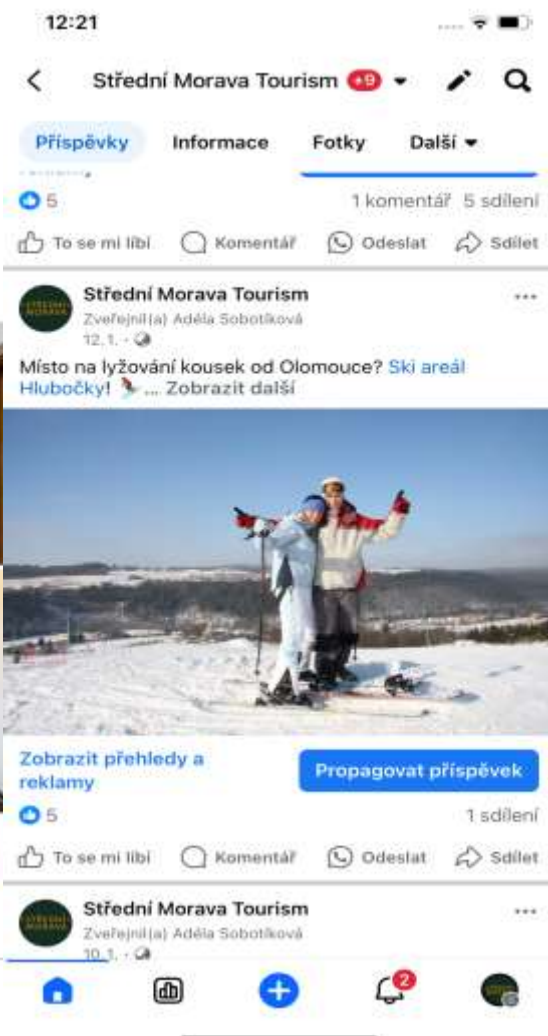 12:21
Střední Morava Tourism +9
Příspěvky Informace Fotky Další
5 1 komentář 5 sdílení
To se mi líbí Komentář Odeslat Sdílet
Střední Morava Tourism
Zveřejnil(a) Adéla Sobotíková
12. 1. ·
Místo na lyžování kousek od Olomouce? Ski areál
Hlubočky! ... Zobrazit další
Zobrazit přehledy a
reklamy
Propagovat příspěvek
5 1 sdílení
To se mi líbí Komentář Odeslat Sdílet
Střední Morava Tourism
Zveřejnil(a) Adéla Sobotíková
10. 1. ·
2